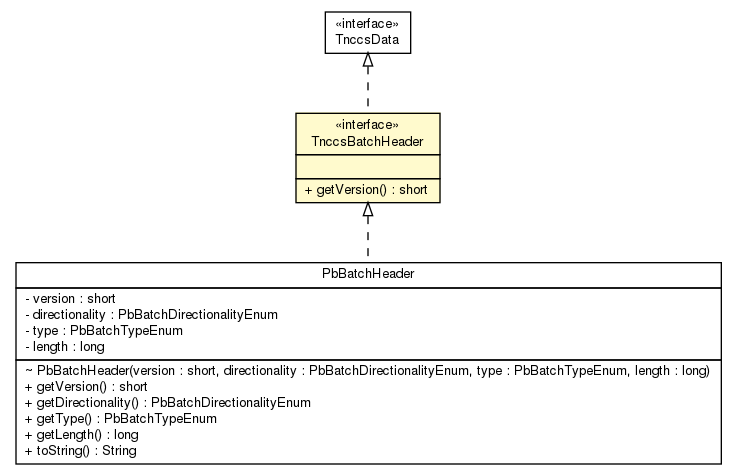 «interface»
TnccsData
«interface»
TnccsBatchHeader
+ getVersion() : short
PbBatchHeader
- version : short
- directionality : PbBatchDirectionalityEnum
- type : PbBatchTypeEnum
- length : long
~ PbBatchHeader(version : short, directionality : PbBatchDirectionalityEnum, type : PbBatchTypeEnum, length : long)
+ getVersion() : short
+ getDirectionality() : PbBatchDirectionalityEnum
+ getType() : PbBatchTypeEnum
+ getLength() : long
+ toString() : String